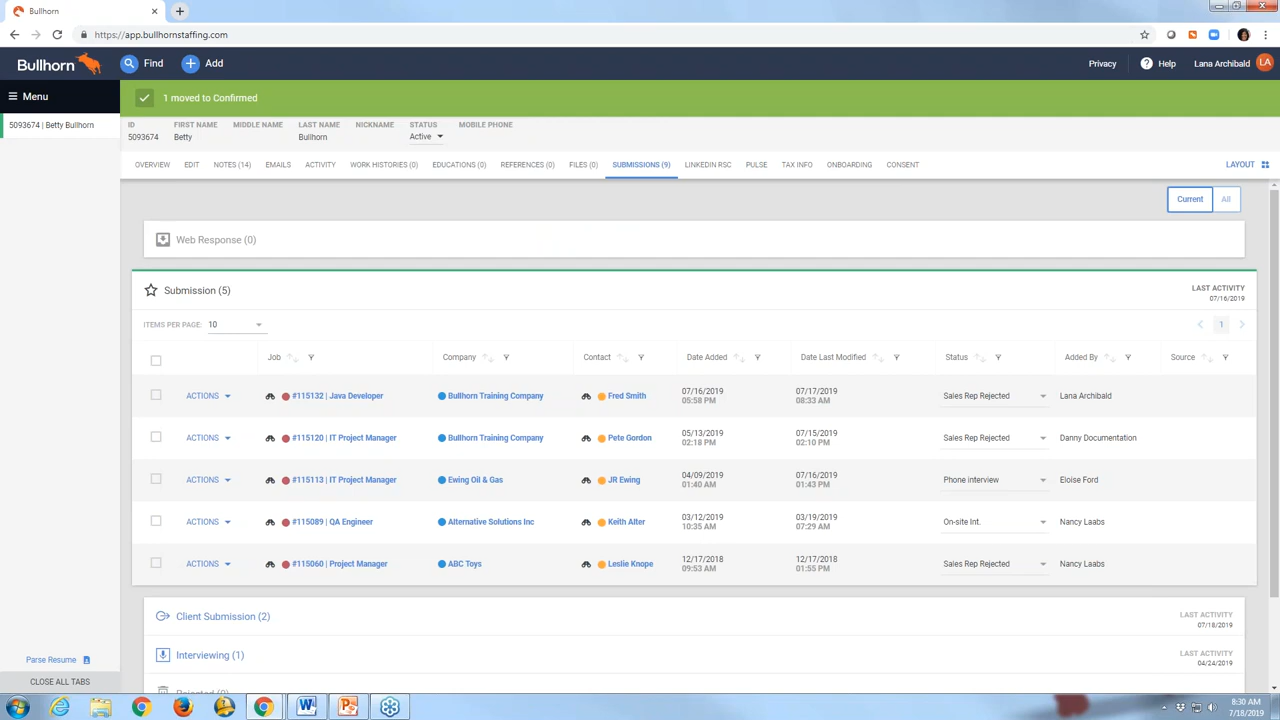 Bullhorn
https://app.bullhornstaffing.com
Bullhorn Find Add Privacy Help Lana Archibald LA
Menu
1 moved to Confirmed
5093674 | Betty Bullhorn
ID FIRST NAME MIDDLE NAME LAST NAME NICKNAME STATUS MOBILE PHONE
5093674 Betty Bullhorn Active
OVERVIEW EDIT NOTES (14) EMAILS ACTIVITY WORK HISTORIES (0) EDUCATIONS (0) REFERENCES (0) FILES (0) SUBMISSIONS (9) LINKEDIN RSC PULSE TAX INFO ONBOARDING CONSENT LAYOUT
Current All
Web Response (0)
Submission (5)
LAST ACTIVITY
07/16/2019
ITEMS PER PAGE: 10
1
Job Company Contact Date Added Date Last Modified Status Added By Source
ACTIONS #115132 | Java Developer Bullhorn Training Company Fred Smith 07/16/2019 07/17/2019 Sales Rep Rejected Lana Archibald
05:58 PM 08:33 AM
ACTIONS #115120 | IT Project Manager Bullhorn Training Company Pete Gordon 05/13/2019 07/15/2019 Sales Rep Rejected Danny Documentation
02:18 PM 02:10 PM
ACTIONS #115113 | IT Project Manager Ewing Oil & Gas JR Ewing 04/09/2019 07/16/2019 Phone interview Eloise Ford
01:40 AM 01:43 PM
ACTIONS #115089 | QA Engineer Alternative Solutions Inc Keith Alter 03/12/2019 03/19/2019 On-site Int. Nancy Laabs
10:35 AM 07:29 AM
ACTIONS #115060 | Project Manager ABC Toys Leslie Knope 12/17/2018 12/17/2018 Sales Rep Rejected Nancy Laabs
09:53 AM 01:55 PM
Client Submission (2)
LAST ACTIVITY
07/18/2019
Interviewing (1)
LAST ACTIVITY
04/24/2019
Parse Resume
CLOSE ALL TABS
8:30 AM
7/18/2019